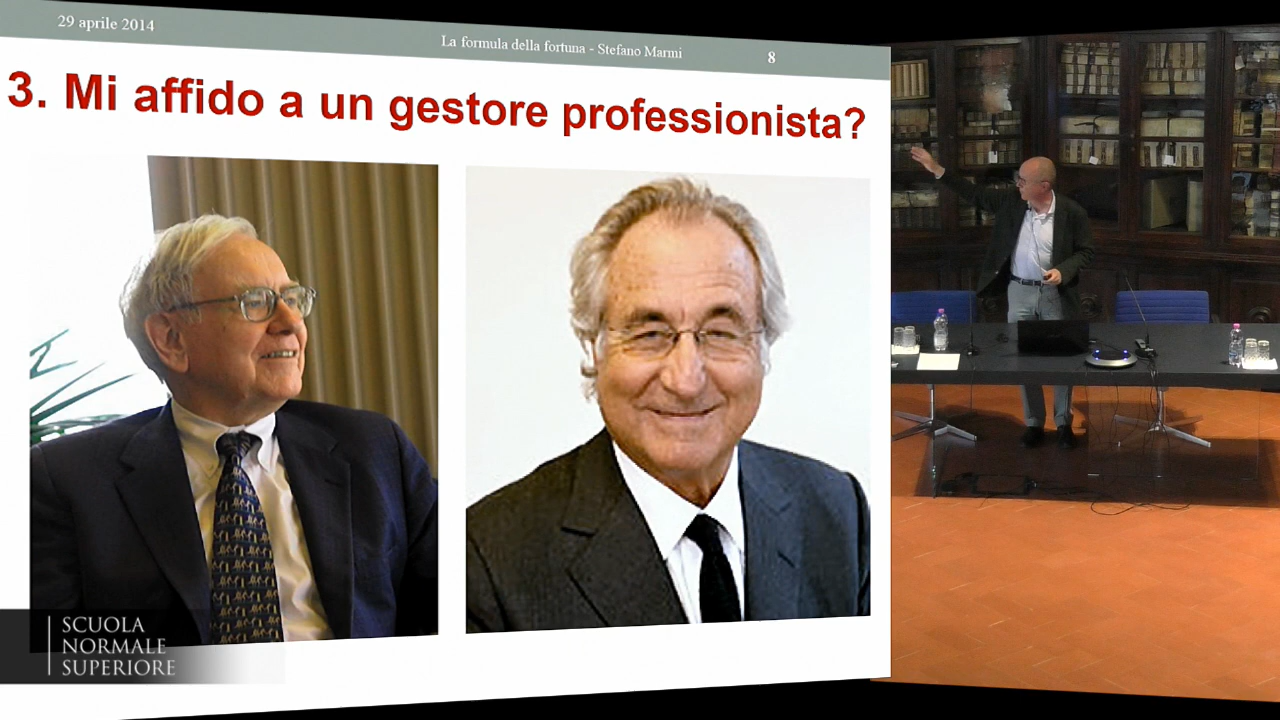 29 aprile 2014
La formula della fortuna - Stefano Marmi
8
3. Mi affido a un gestore professionista?
SCUOLA
NORMALE
SUPERIORE